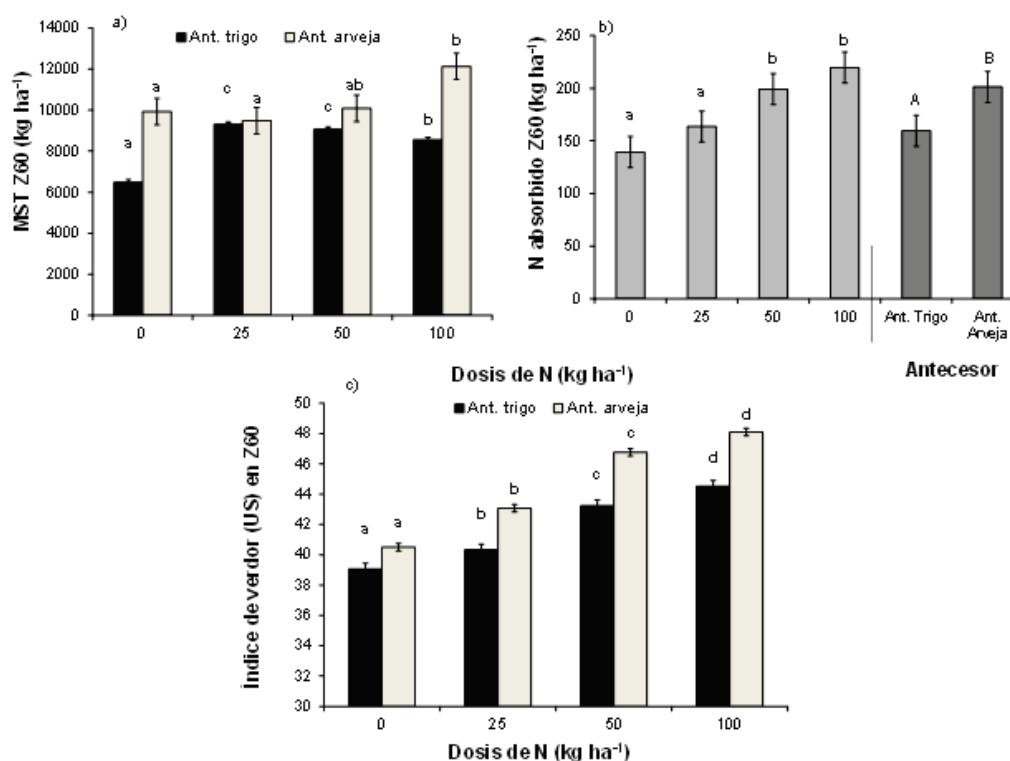 a)
Ant. trigo Ant. arveja
MST Z60 (kg ha⁻¹)
14000
12000
10000
8000
6000
4000
2000
0
a a c a c ab b b
0 25 50 100
b)
N absorbido Z60 (kg ha⁻¹)
250
200
150
100
50
0
a a b b A B
0 25 50 100 Ant. Trigo Ant. Arveja
Dosis de N (kg ha⁻¹)
Antecesor
c)
Ant. trigo Ant. arveja
Índice de verdor (US) en Z60
50
48
46
44
42
40
38
36
34
32
30
a a b b c c d d
0 25 50 100
Dosis de N (kg ha⁻¹)